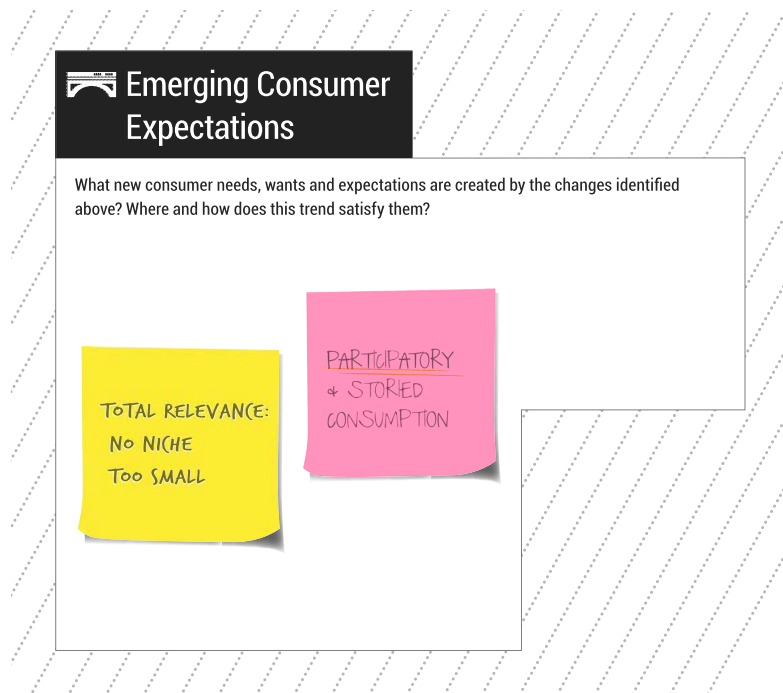 Emerging Consumer
Expectations
What new consumer needs, wants and expectations are created by the changes identified
above? Where and how does this trend satisfy them?
TOTAL RELEVANCE:
NO NICHE
TOO SMALL
PARTICIPATORY
& STORIED
CONSUMPTION